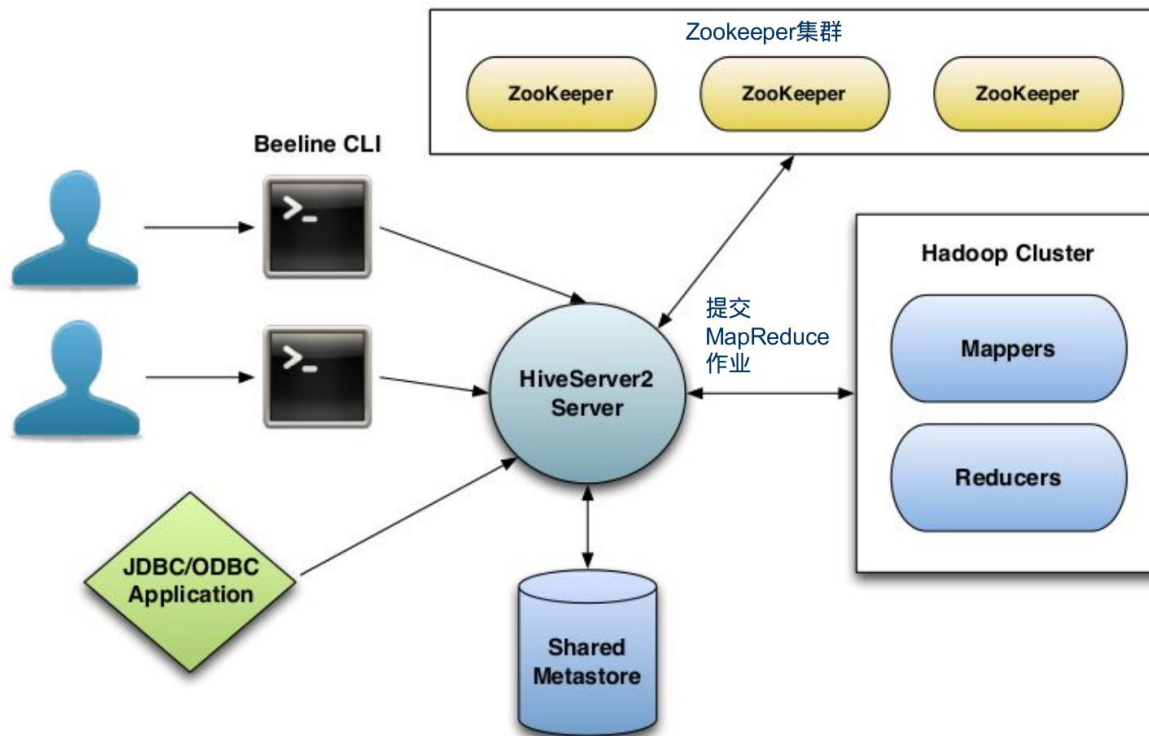 Zookeeper集群
ZooKeeper
ZooKeeper
ZooKeeper
Beeline CLI
>_
>_
Hadoop Cluster
提交
MapReduce
作业
Mappers
HiveServer2
Server
Reducers
JDBC/ODBC
Application
Shared
Metastore